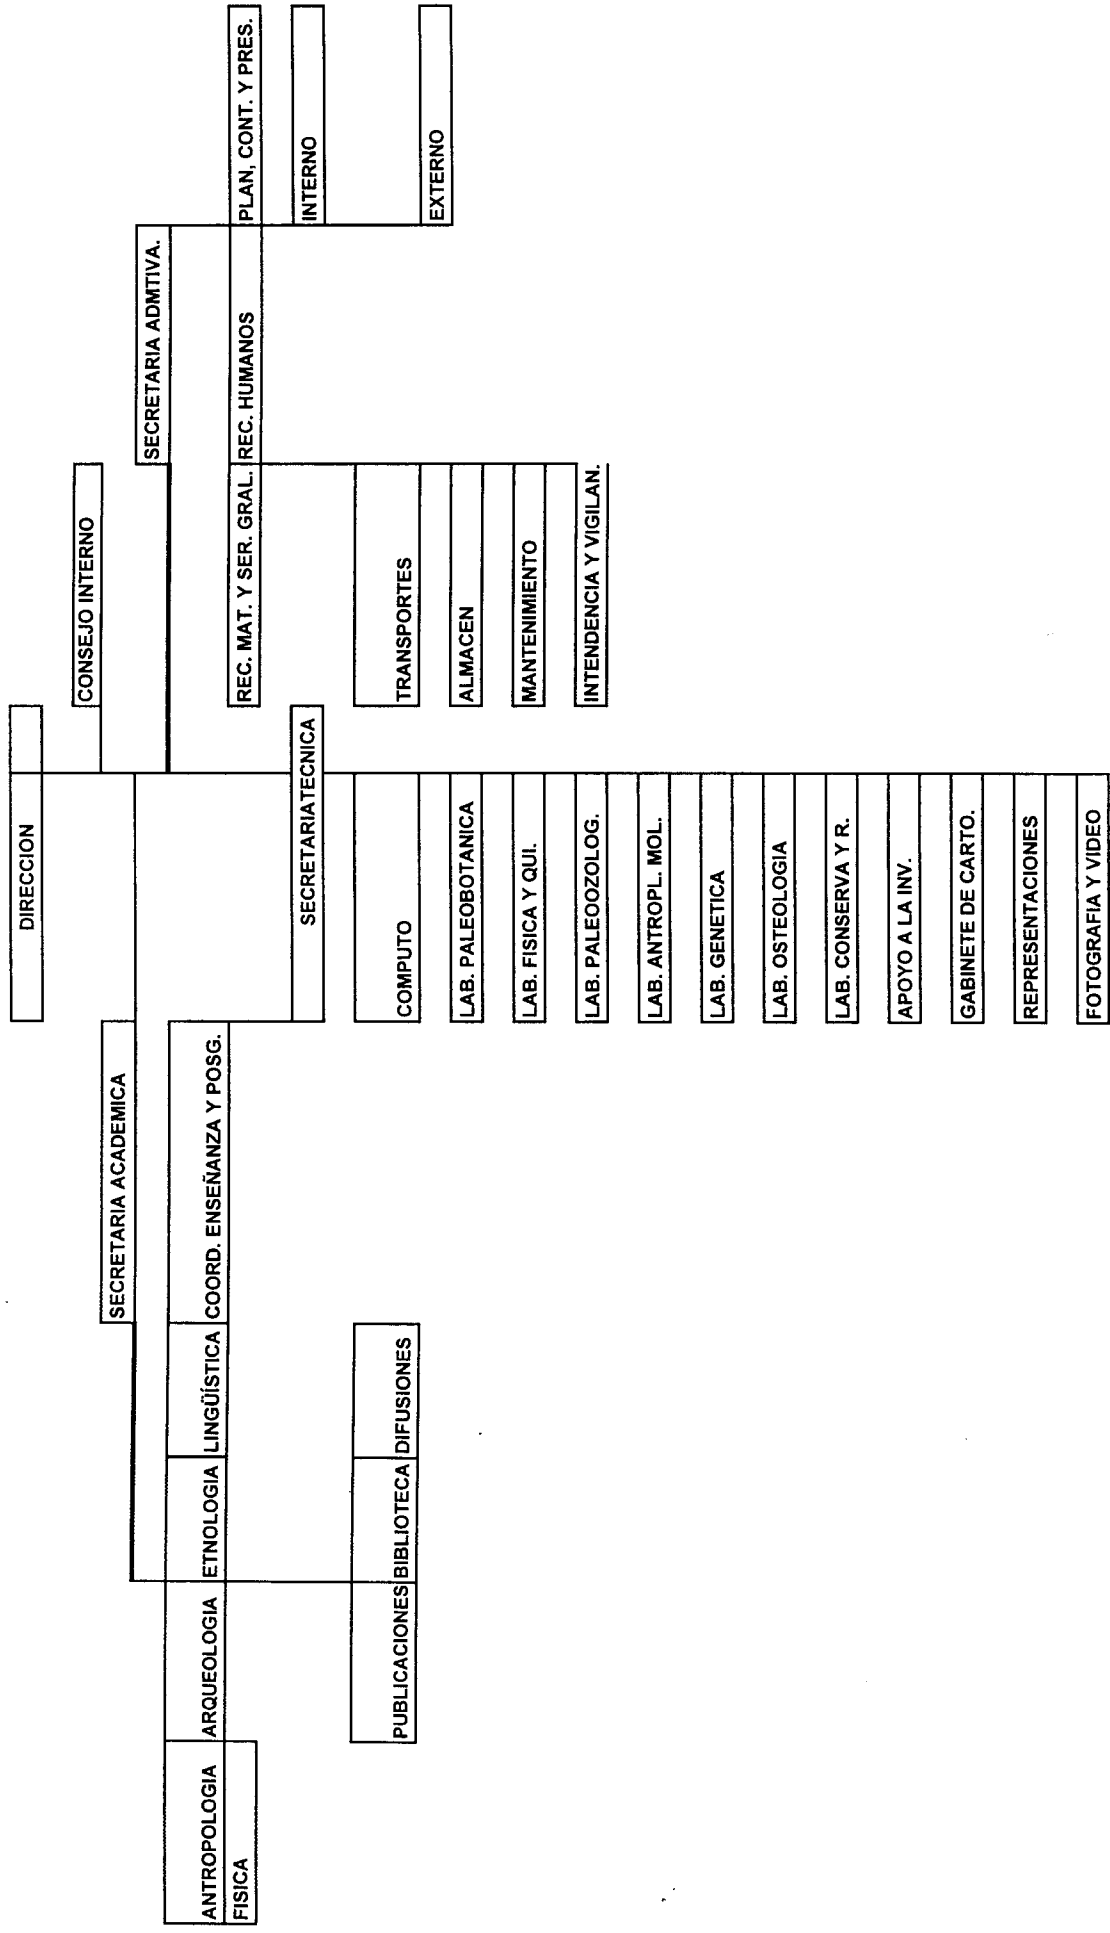 DIRECCION
CONSEJO INTERNO
SECRETARIA ACADEMICA
SECRETARIA ADMTIVA.
ANTROPOLOGIA
FISICA
ARQUEOLOGIA
ETNOLOGIA
LINGÜÍSTICA
COORD. ENSEÑANZA Y POSG.
REC. MAT. Y SER. GRAL.
REC. HUMANOS
PLAN, CONT. Y PRES.
SECRETARIATECNICA
INTERNO
PUBLICACIONES
BIBLIOTECA
DIFUSIONES
COMPUTO
TRANSPORTES
EXTERNO
LAB. PALEOBOTANICA
ALMACEN
LAB. FISICA Y QUI.
MANTENIMIENTO
LAB. PALEOOZOLOG.
INTENDENCIA Y VIGILAN.
LAB. ANTROPL. MOL.
LAB. GENETICA
LAB. OSTEOLOGIA
LAB. CONSERVA Y R.
APOYO A LA INV.
GABINETE DE CARTO.
REPRESENTACIONES
FOTOGRAFIA Y VIDEO